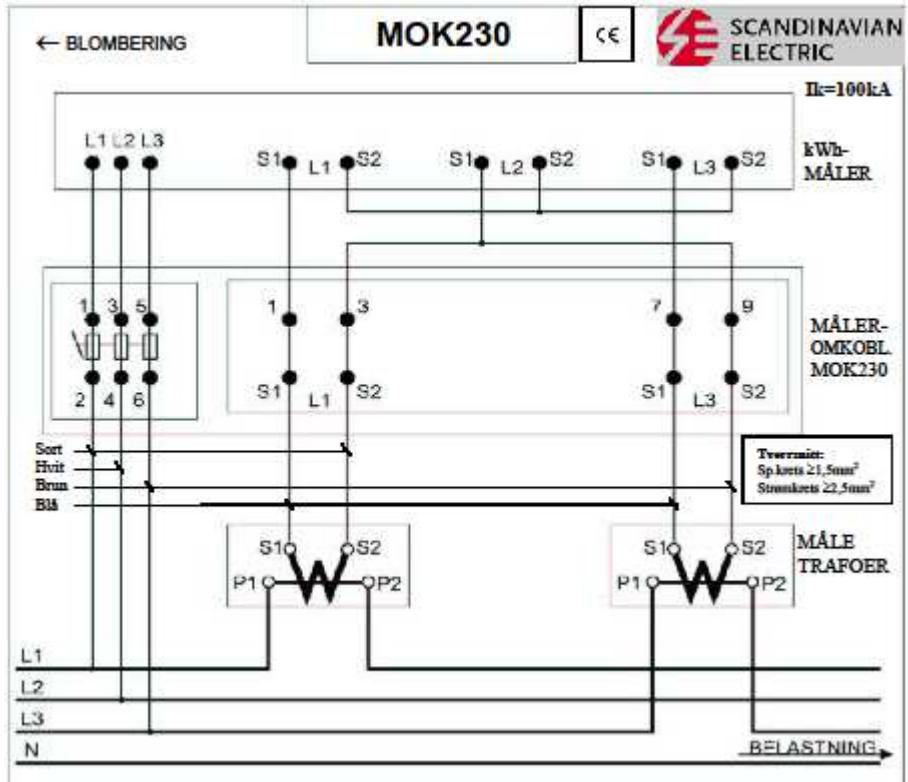 ← BLOMBERING
MOK230
CE
SCANDINAVIAN
ELECTRIC
Ik=100kA
L1 L2 L3
S1 L1 S2
S1 L2 S2
S1 L3 S2
kWh-
MÅLER
1 3 5
1 3
7 9
MÅLER-
OMKOBL.
MOK230
2 4 6
S1 L1 S2
S1 L3 S2
Sort
Hvit
Brun
Blå
Tverrsnitt:
Sp.krets ≥1,5mm²
Strømkrets ≥2,5mm²
S1 S2
P1 P2
S1 S2
P1 P2
MÅLE
TRAFOER
L1
L2
L3
N
BELASTNING